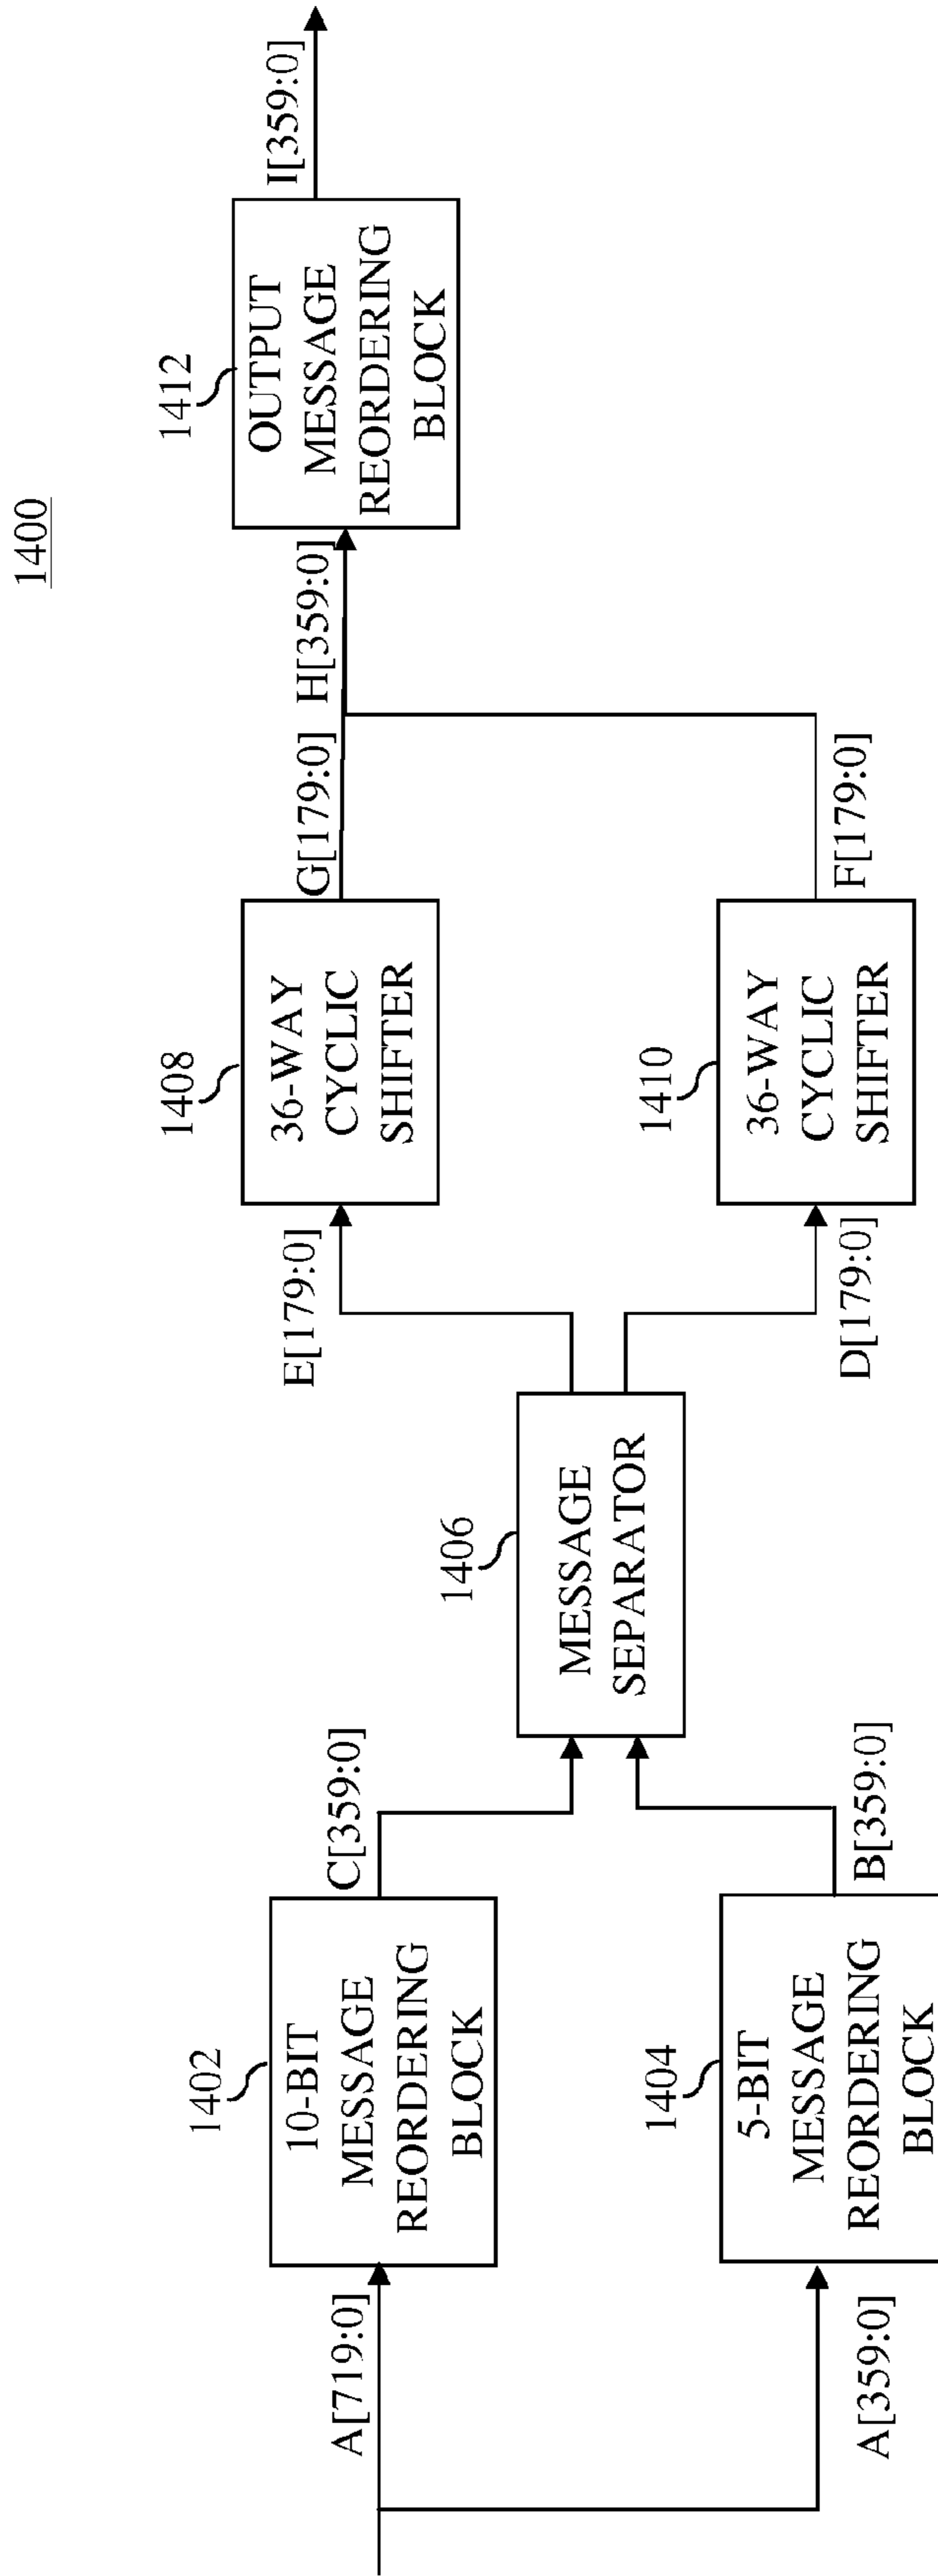 1400
A[719:0]
1402
10-BIT
MESSAGE
REORDERING
BLOCK
C[359:0]
A[359:0]
1404
5-BIT
MESSAGE
REORDERING
BLOCK
B[359:0]
1406
MESSAGE
SEPARATOR
E[179:0]
1408
36-WAY
CYCLIC
SHIFTER
G[179:0]
D[179:0]
1410
36-WAY
CYCLIC
SHIFTER
F[179:0]
H[359:0]
1412
OUTPUT
MESSAGE
REORDERING
BLOCK
I[359:0]